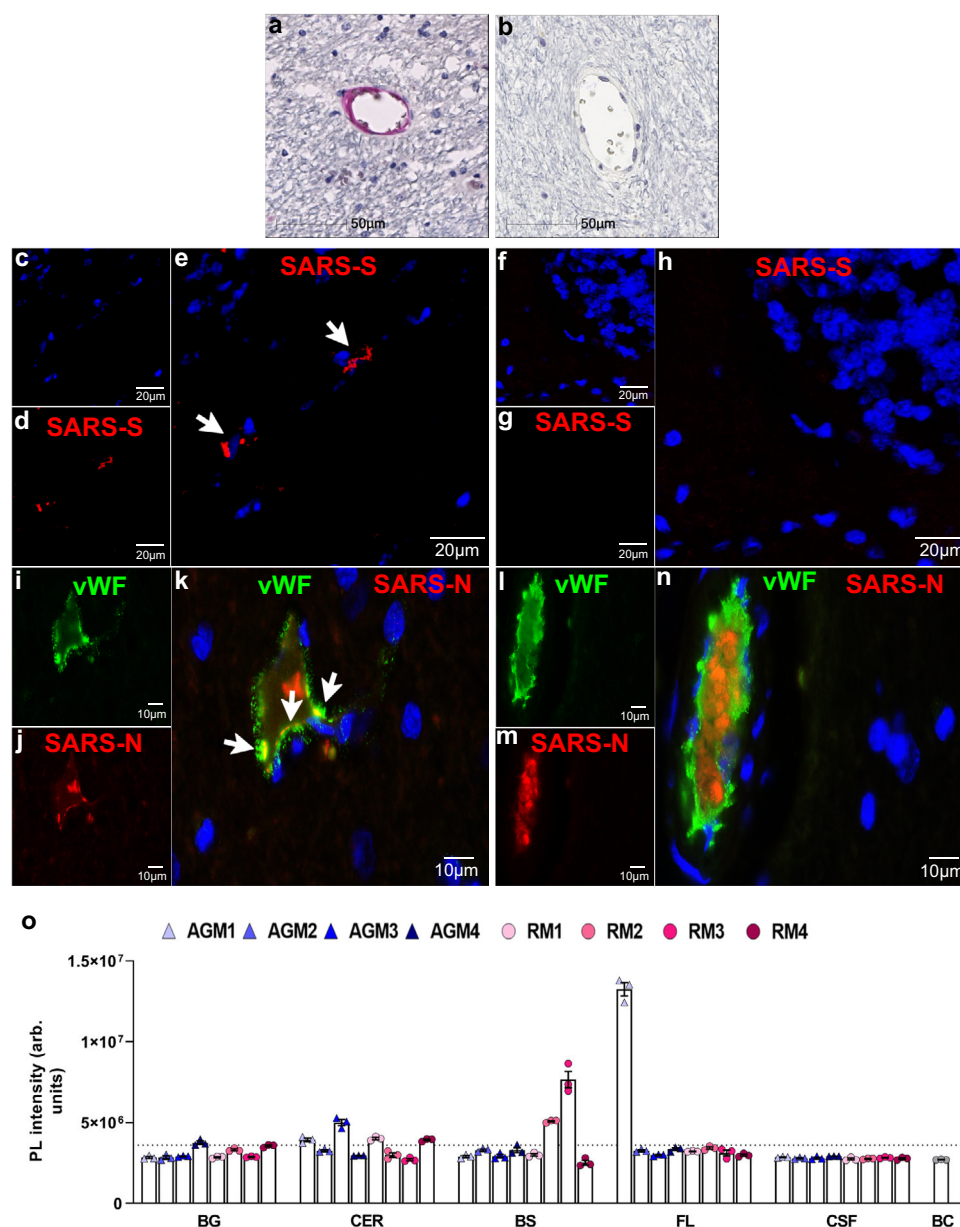 a
b
50μm
50μm
c
e
SARS-S
f
h
SARS-S
20μm
20μm
d
SARS-S
g
SARS-S
20μm
20μm
20μm
20μm
i
vWF
k
vWF
SARS-N
l
vWF
n
vWF
SARS-N
10μm
10μm
j
SARS-N
m
SARS-N
10μm
10μm
10μm
10μm
o
AGM1 AGM2 AGM3 AGM4 RM1 RM2 RM3 RM4
PL intensity (arb.
units)
1.5×10⁷
1×10⁷
5×10⁶
0
BG CER BS FL CSF BC